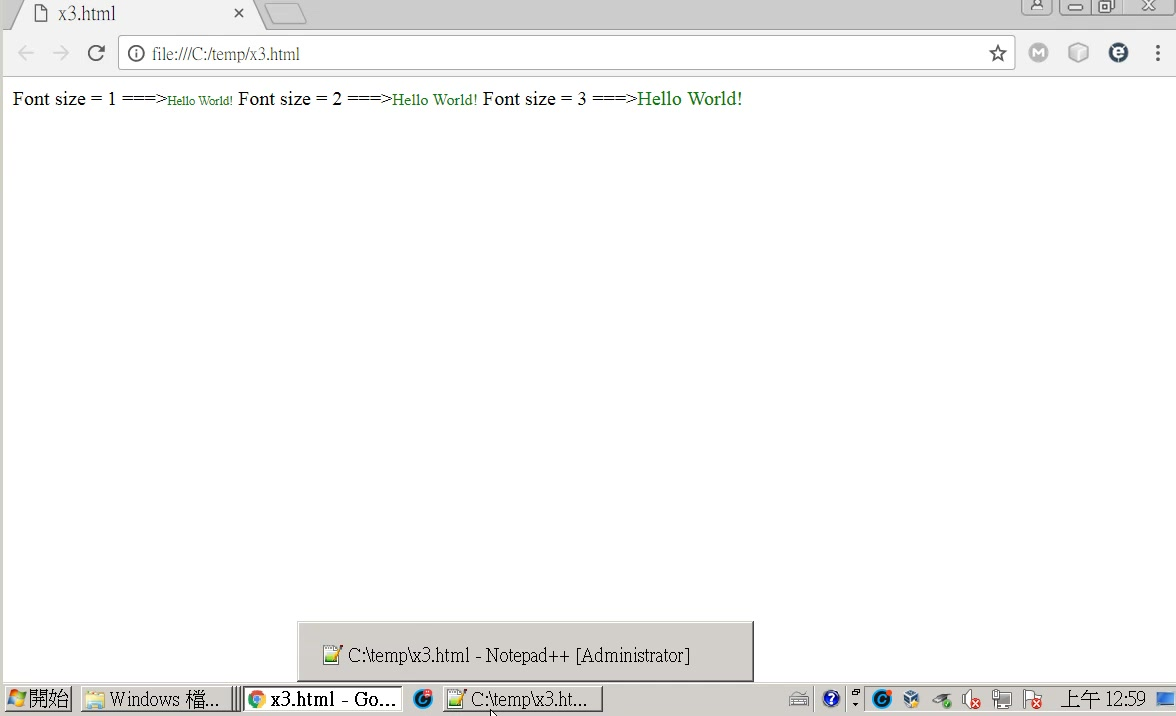 x3.html
file:///C:/temp/x3.html
Font size = 1 ===>Hello World! Font size = 2 ===>Hello World! Font size = 3 ===>Hello World!
C:\temp\x3.html - Notepad++ [Administrator]
開始 Windows 檔... x3.html - Go... C:\temp\x3.ht... 上午 12:59